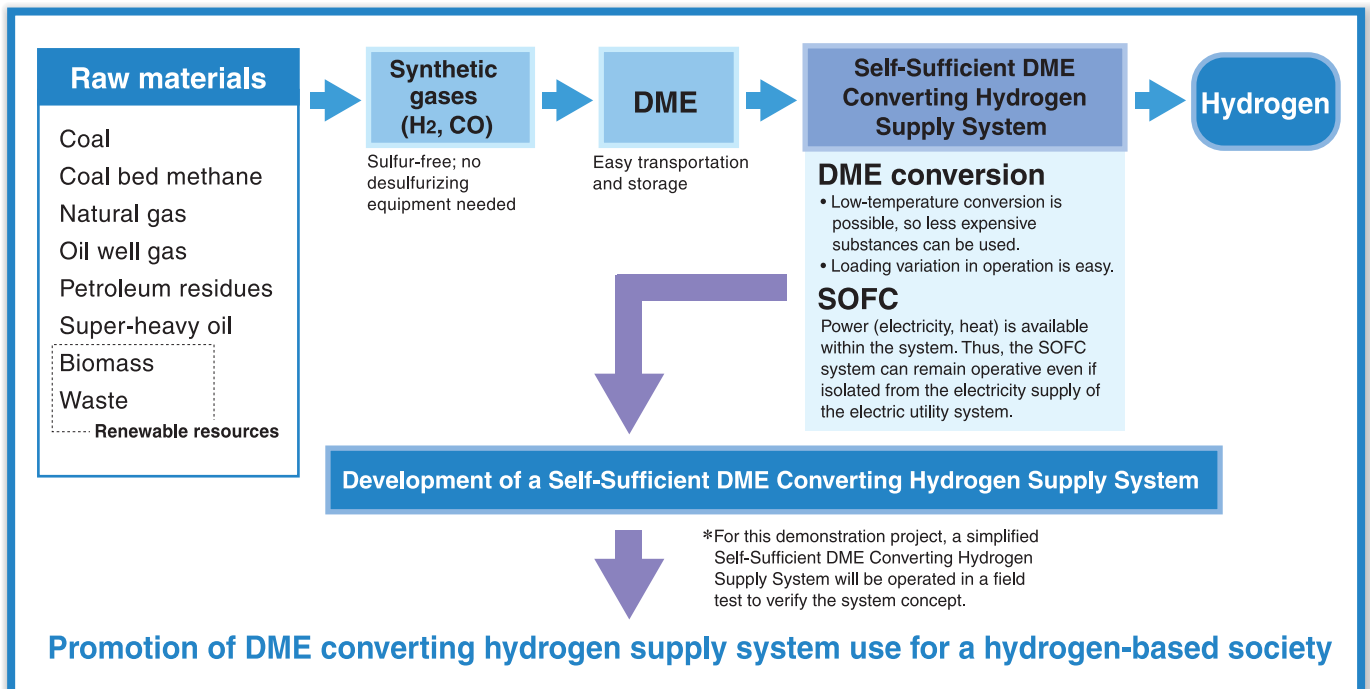 Raw materials
Coal
Coal bed methane
Natural gas
Oil well gas
Petroleum residues
Super-heavy oil
Biomass
Waste
Renewable resources
Synthetic
gases
(H2, CO)
Sulfur-free; no
desulfurizing
equipment needed
DME
Easy transportation
and storage
Self-Sufficient DME
Converting Hydrogen
Supply System
DME conversion
• Low-temperature conversion is
possible, so less expensive
substances can be used.
• Loading variation in operation is easy.
SOFC
Power (electricity, heat) is available
within the system. Thus, the SOFC
system can remain operative even if
isolated from the electricity supply of
the electric utility system.
Hydrogen
Development of a Self-Sufficient DME Converting Hydrogen Supply System
*For this demonstration project, a simplified
Self-Sufficient DME Converting Hydrogen
Supply System will be operated in a field
test to verify the system concept.
Promotion of DME converting hydrogen supply system use for a hydrogen-based society